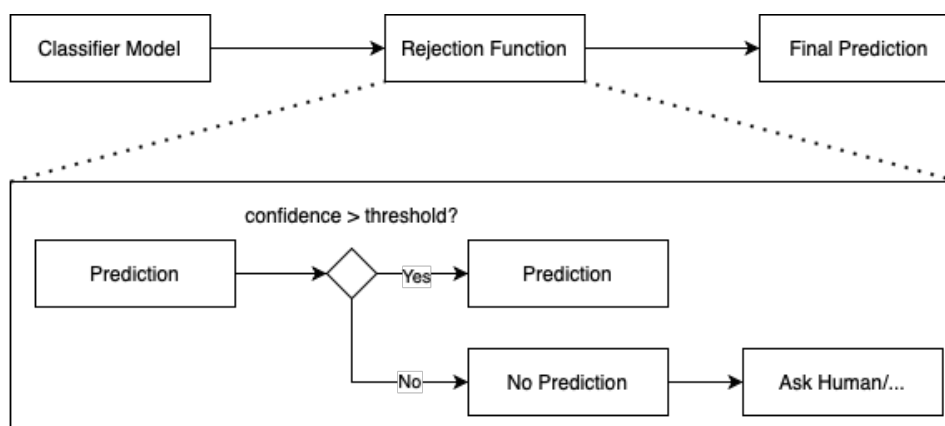 Classifier Model
Rejection Function
Final Prediction
confidence > threshold?
Prediction
Yes
Prediction
No
No Prediction
Ask Human/...